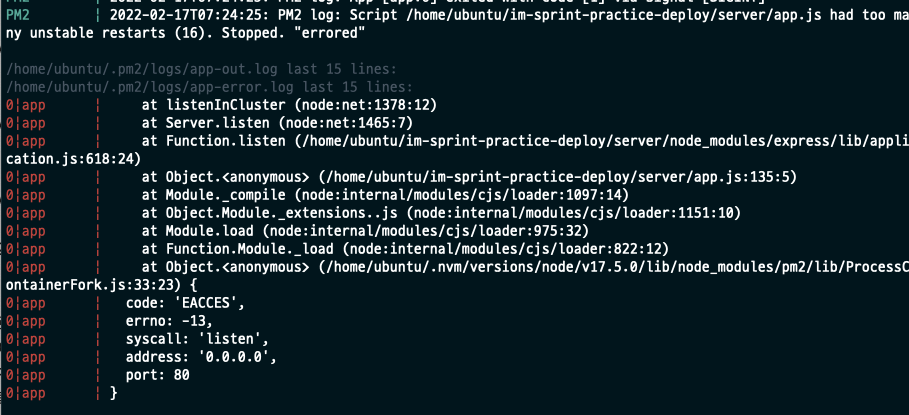 PM2 | 2022-02-17T07:24:25: PM2 log: Script /home/ubuntu/im-sprint-practice-deploy/server/app.js had too ma
ny unstable restarts (16). Stopped. "errored"
/home/ubuntu/.pm2/logs/app-out.log last 15 lines:
/home/ubuntu/.pm2/logs/app-error.log last 15 lines:
0|app | at listenInCluster (node:net:1378:12)
0|app | at Server.listen (node:net:1465:7)
0|app | at Function.listen (/home/ubuntu/im-sprint-practice-deploy/server/node_modules/express/lib/appli
cation.js:618:24)
0|app | at Object.<anonymous> (/home/ubuntu/im-sprint-practice-deploy/server/app.js:135:5)
0|app | at Module._compile (node:internal/modules/cjs/loader:1097:14)
0|app | at Object.Module._extensions..js (node:internal/modules/cjs/loader:1151:10)
0|app | at Module.load (node:internal/modules/cjs/loader:975:32)
0|app | at Function.Module._load (node:internal/modules/cjs/loader:822:12)
0|app | at Object.<anonymous> (/home/ubuntu/.nvm/versions/node/v17.5.0/lib/node_modules/pm2/lib/ProcessC
ontainerFork.js:33:23) {
0|app | code: 'EACCES',
0|app | errno: -13,
0|app | syscall: 'listen',
0|app | address: '0.0.0.0',
0|app | port: 80
0|app | }